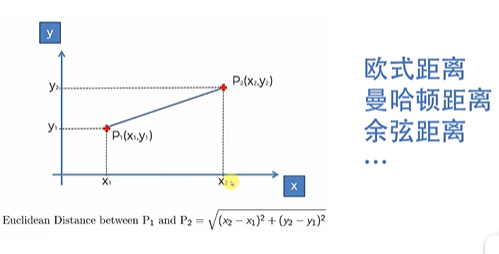 y
y₂
P₂(x₂,y₂)
y₁
P₁(x₁,y₁)
x₁
x₂
x
Euclidean Distance between P₁ and P₂ = √(x₂ − x₁)² + (y₂ − y₁)²
欧式距离
曼哈顿距离
余弦距离
...